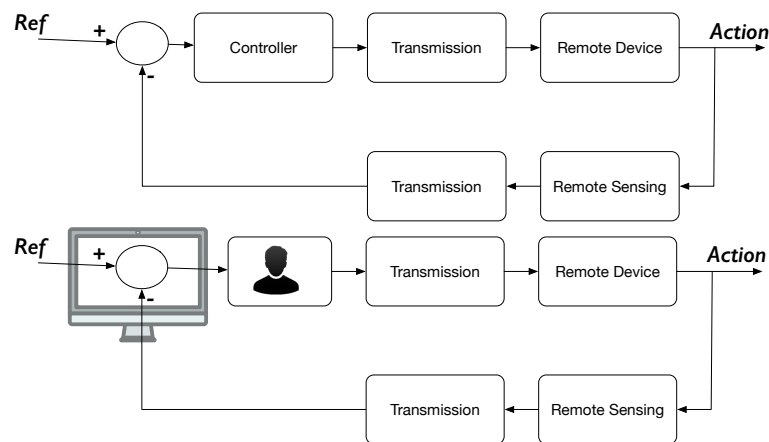 Ref
+
-
Controller
Transmission
Remote Device
Action
Transmission
Remote Sensing
Ref
+
-
Transmission
Remote Device
Action
Transmission
Remote Sensing